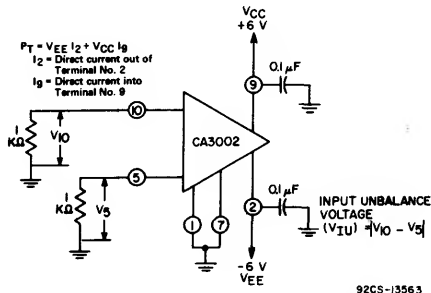 VCC
+6 V
PT = VEE I2 + VCC I9
I2 = Direct current out of
Terminal No. 2
I9 = Direct current into
Terminal No. 9
0.1 µF
9
10
1
KΩ
V10
CA3002
5
1
KΩ
V5
0.1 µF
2
1
7
INPUT UNBALANCE
VOLTAGE
(VIU) = |V10 – V5|
-6 V
VEE
92CS-13563